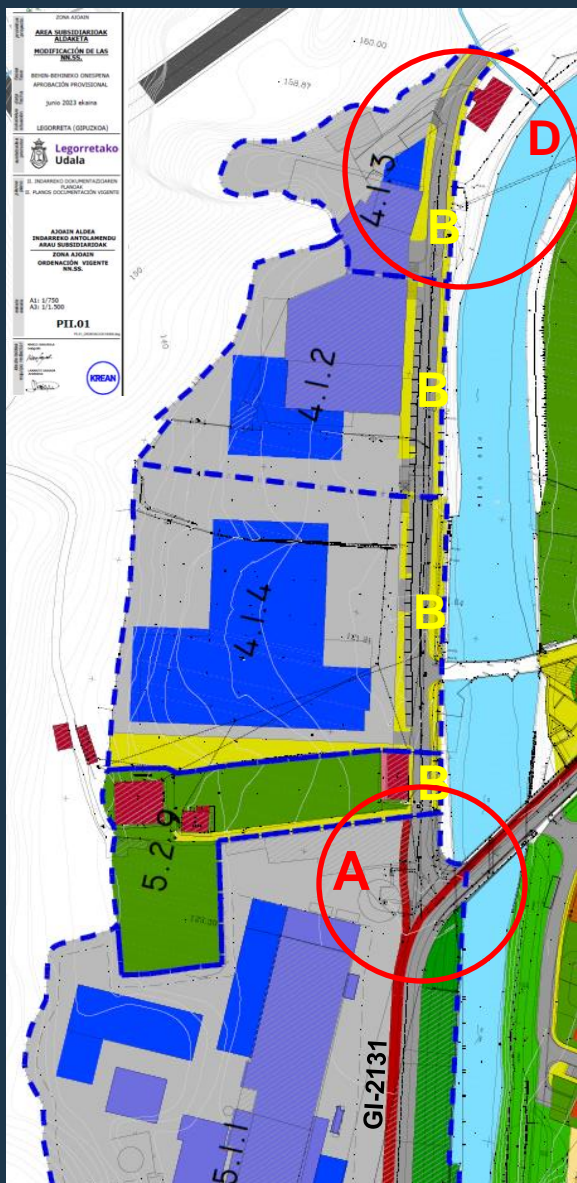 ZONA AJOAIN
AREA SUBSIDIARIOAK
ALDAKETA
MODIFICACIÓN DE LAS
NN.SS.
BEHIN-BEHINEKO ONESPENA
APROBACIÓN PROVISIONAL
junio 2023 ekaina
LEGORRETA (GIPUZKOA)
Legorretako
Udala
II. INDARREKO DOKUMENTAZIOAREN
PLANOAK
II. PLANOS DOCUMENTACIÓN VIGENTE
AJOAIN ALDEA
INDARREKO ANTOLAMENDU
ARAU SUBSIDIARIOAK
ZONA AJOAIN
ORDENACIÓN VIGENTE
NN.SS.
A1: 1/750
A3: 1/1.500
PII.01
KREAN
160.00
158.87
D
4.1.3
B
150
140
4.1.2
B
4.1.4
B
B
5.2.9.1
A
GI-2131
5.1.1